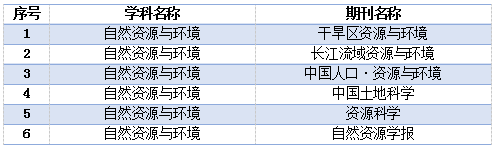 序号 学科名称 期刊名称
1 自然资源与环境 干旱区资源与环境
2 自然资源与环境 长江流域资源与环境
3 自然资源与环境 中国人口·资源与环境
4 自然资源与环境 中国土地科学
5 自然资源与环境 资源科学
6 自然资源与环境 自然资源学报